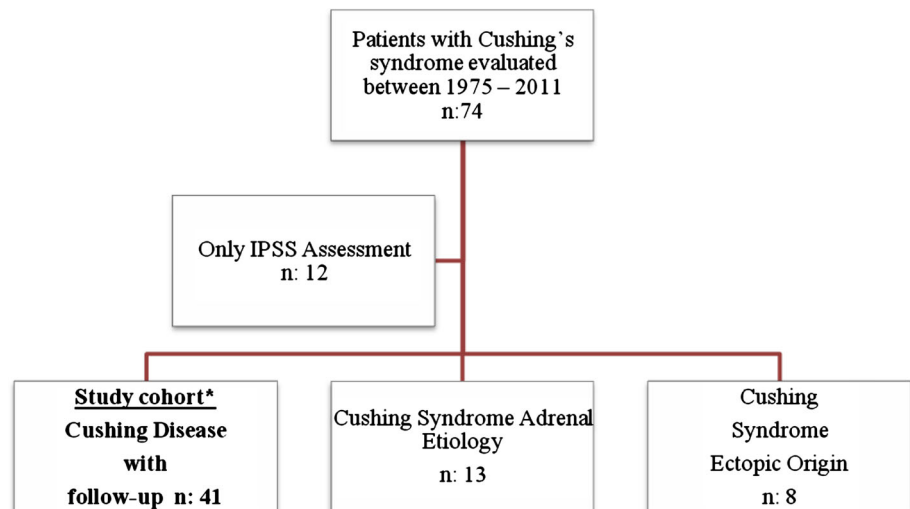 Patients with Cushing`s
syndrome evaluated
between 1975 – 2011
n:74
Only IPSS Assessment
n: 12
Study cohort*
Cushing Disease
with
follow-up n: 41
Cushing Syndrome Adrenal
Etiology
n: 13
Cushing
Syndrome
Ectopic Origin
n: 8